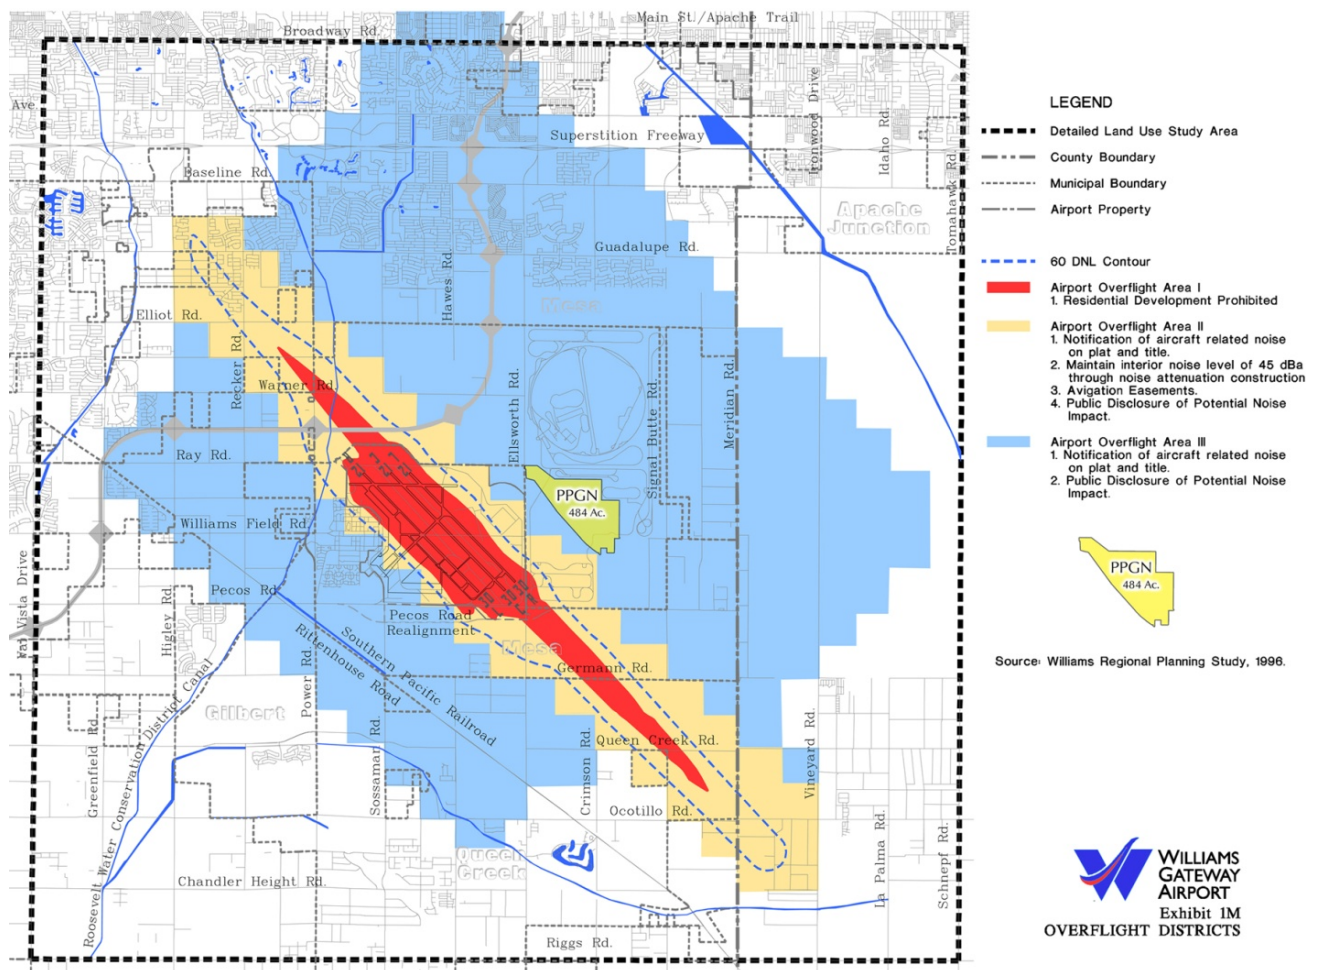 Main St./Apache Trail
Broadway Rd.
Ave.
Superstition Freeway
Ironwood Drive
Idaho Rd.
Tomahawk Rd.
Baseline Rd.
Apache
Junction
Guadalupe Rd.
Hawes Rd.
Mesa
Elliot Rd.
Recker Rd.
Warner Rd.
Ellsworth Rd.
Signal Butte Rd.
Meridian Rd.
Ray Rd.
PPGN
484 Ac.
Williams Field Rd.
Val Vista Drive
Pecos Rd.
Higley Rd.
Pecos Road
Realignment
Southern Pacific Railroad
Rittenhouse Road
Mesa
Germann Rd.
Power Rd.
Gilbert
Greenfield Rd.
Roosevelt Water Conservation District Canal
Sossaman Rd.
Crimson Rd.
Queen Creek Rd.
Vineyard Rd.
Ocotillo Rd.
Queen
Creek
Chandler Height Rd.
La Palma Rd.
Schnepf Rd.
Riggs Rd.
LEGEND
Detailed Land Use Study Area
County Boundary
Municipal Boundary
Airport Property
60 DNL Contour
Airport Overflight Area I
1. Residential Development Prohibited
Airport Overflight Area II
1. Notification of aircraft related noise
on plat and title.
2. Maintain interior noise level of 45 dBa
through noise attenuation construction
3. Avigation Easements.
4. Public Disclosure of Potential Noise
Impact.
Airport Overflight Area III
1. Notification of aircraft related noise
on plat and title.
2. Public Disclosure of Potential Noise
Impact.
PPGN
484 Ac.
Source: Williams Regional Planning Study, 1996.
WILLIAMS
GATEWAY
AIRPORT
Exhibit 1M
OVERFLIGHT DISTRICTS